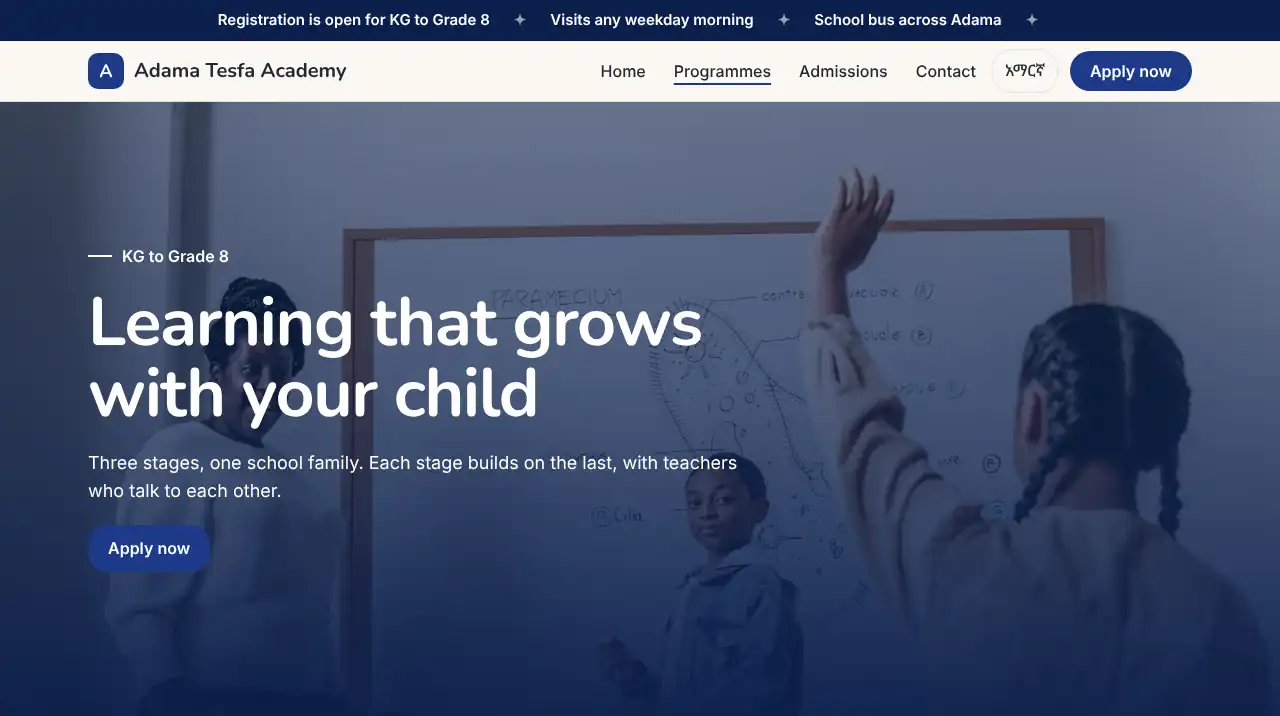 Registration is open for KG to Grade 8 ✦ Visits any weekday morning ✦ School bus across Adama ✦
A Adama Tesfa Academy Home Programmes Admissions Contact አማርኛ Apply now
KG to Grade 8
PARAMECIUM
Learning that grows
with your child
Three stages, one school family. Each stage builds on the last, with teachers
who talk to each other.
Cilia
Apply now